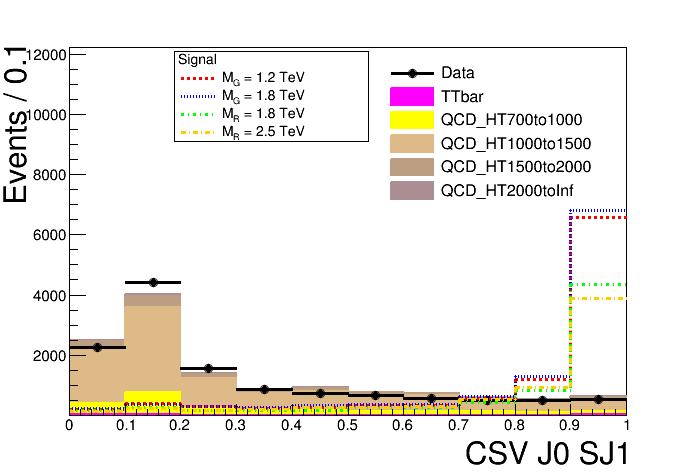 Events / 0.1
12000
10000
8000
6000
4000
2000
Signal
M_G = 1.2 TeV
M_G = 1.8 TeV
M_R = 1.8 TeV
M_R = 2.5 TeV
Data
TTbar
QCD_HT700to1000
QCD_HT1000to1500
QCD_HT1500to2000
QCD_HT2000toInf
0 0.1 0.2 0.3 0.4 0.5 0.6 0.7 0.8 0.9 1
CSV J0 SJ1